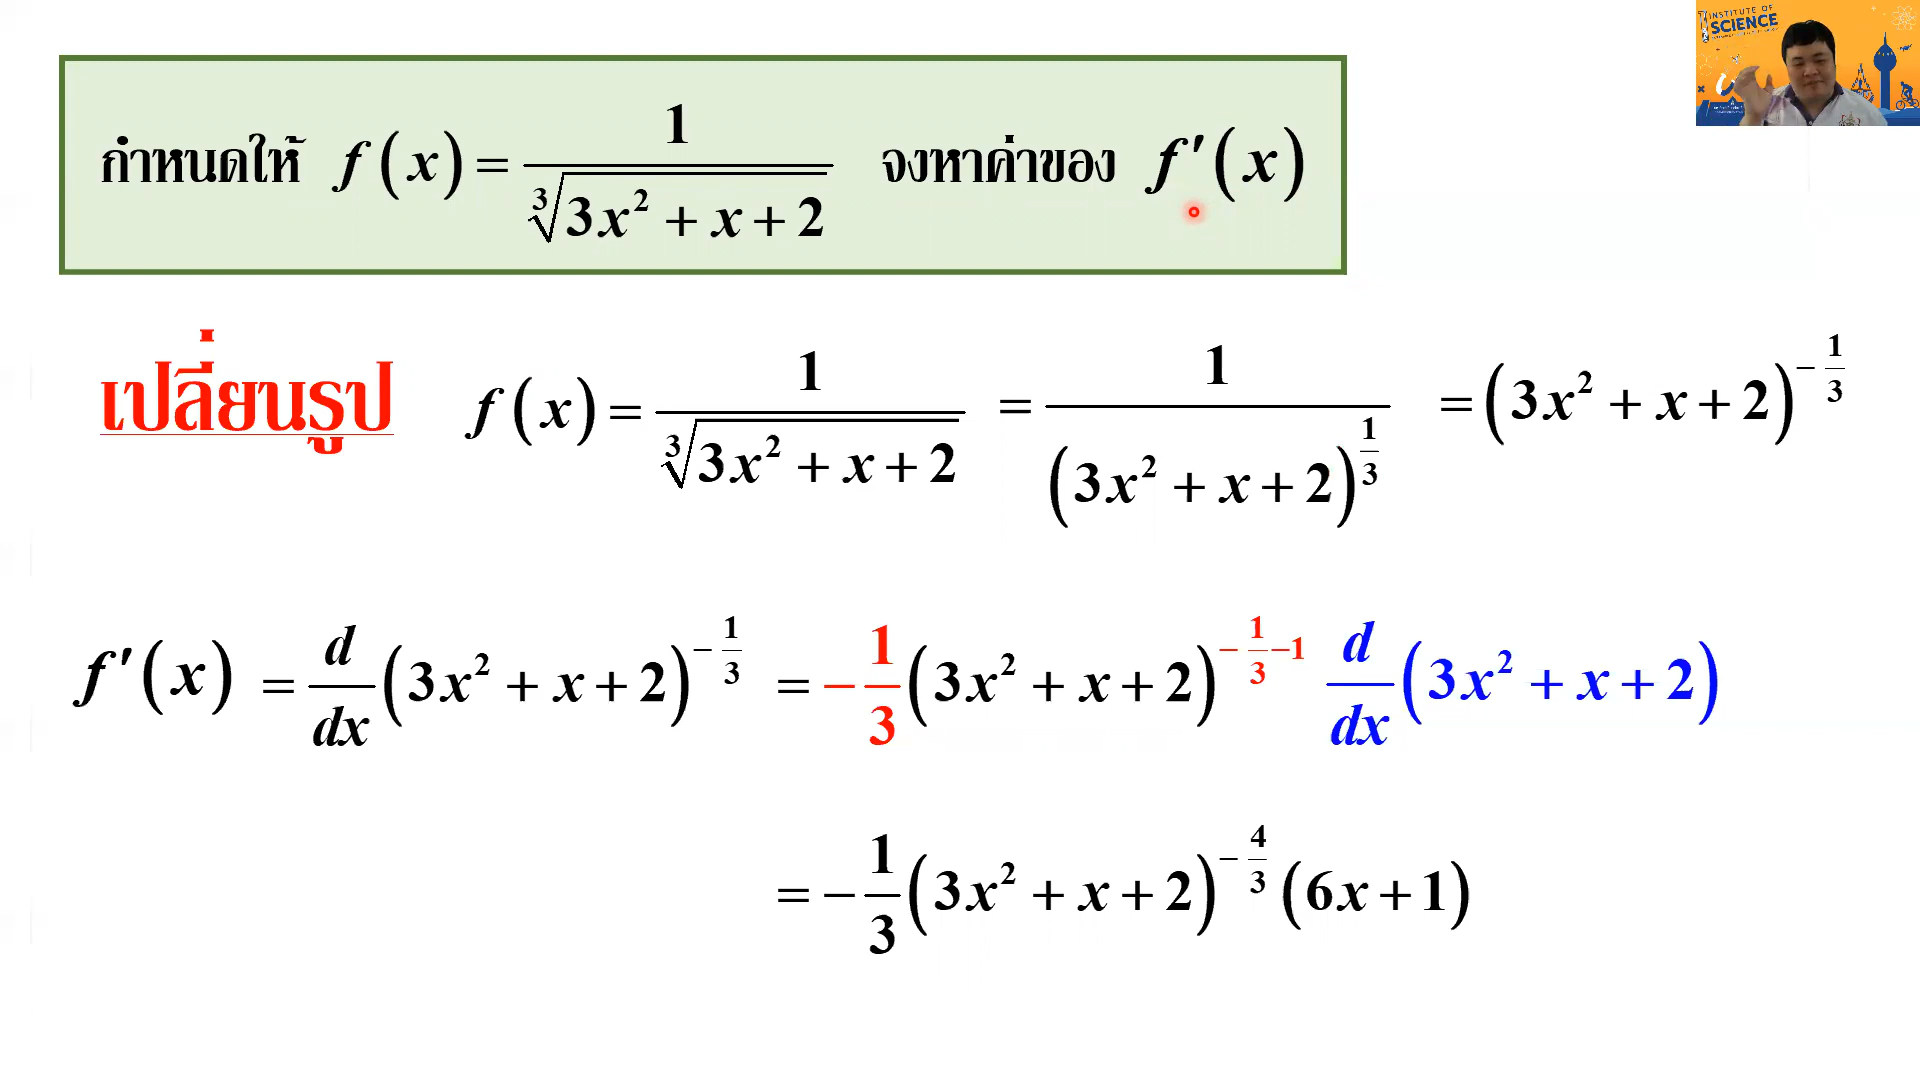 INSTITUTE OF
SCIENCE
กำหนดให้ f(x) = 1/∛(3x² + x + 2) จงหาค่าของ f′(x)
เปลี่ยนรูป f(x) = 1/∛(3x² + x + 2) = 1/(3x² + x + 2)^(1/3) = (3x² + x + 2)^(-1/3)
f′(x) = d/dx (3x² + x + 2)^(-1/3) = -1/3 (3x² + x + 2)^(-1/3-1) d/dx (3x² + x + 2)
= -1/3 (3x² + x + 2)^(-4/3) (6x + 1)